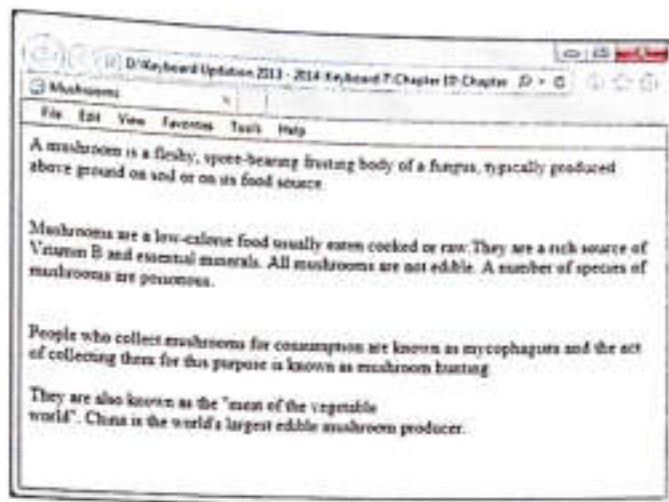 D:\Keyboard Updation 2013 - 2014\Keyboard 7\Chapter 10\Chapter
Mushrooms
File Edit View Favorites Tools Help
A mushroom is a fleshy, spore-bearing fruiting body of a fungus, typically produced
above ground on soil or on its food source.
Mushrooms are a low-calorie food usually eaten cooked or raw. They are a rich source of
Vitamin B and essential minerals. All mushrooms are not edible. A number of species of
mushrooms are poisonous.
People who collect mushrooms for consumption are known as mycophagists and the act
of collecting them for this purpose is known as mushroom hunting.
They are also known as the "meat of the vegetable
world". China is the world's largest edible mushroom producer.